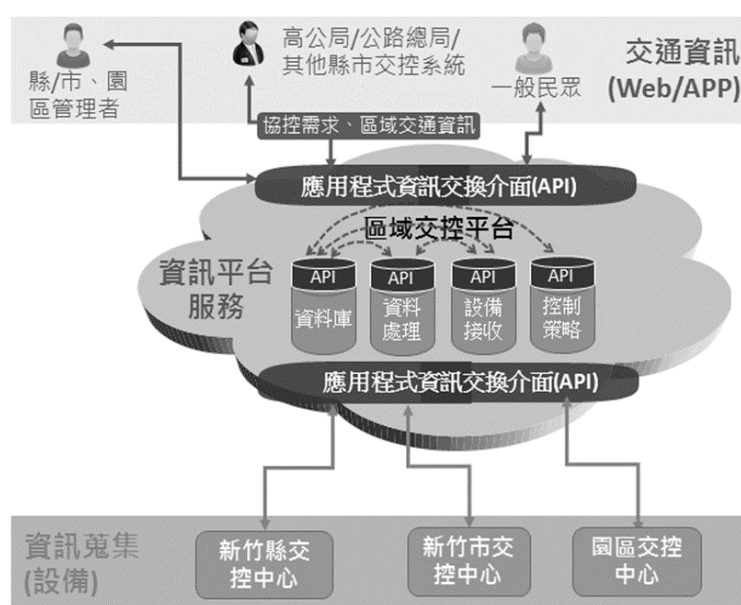 縣/市、園
區管理者
高公局/公路總局/
其他縣市交控系統
一般民眾
交通資訊
(Web/APP)
協控需求、區域交通資訊
應用程式資訊交換介面(API)
區域交控平台
資訊平台
服務
API
資料庫
API
資料
處理
API
設備
接收
API
控制
策略
應用程式資訊交換介面(API)
資訊蒐集
(設備)
新竹縣交
控中心
新竹市交
控中心
園區交控
中心